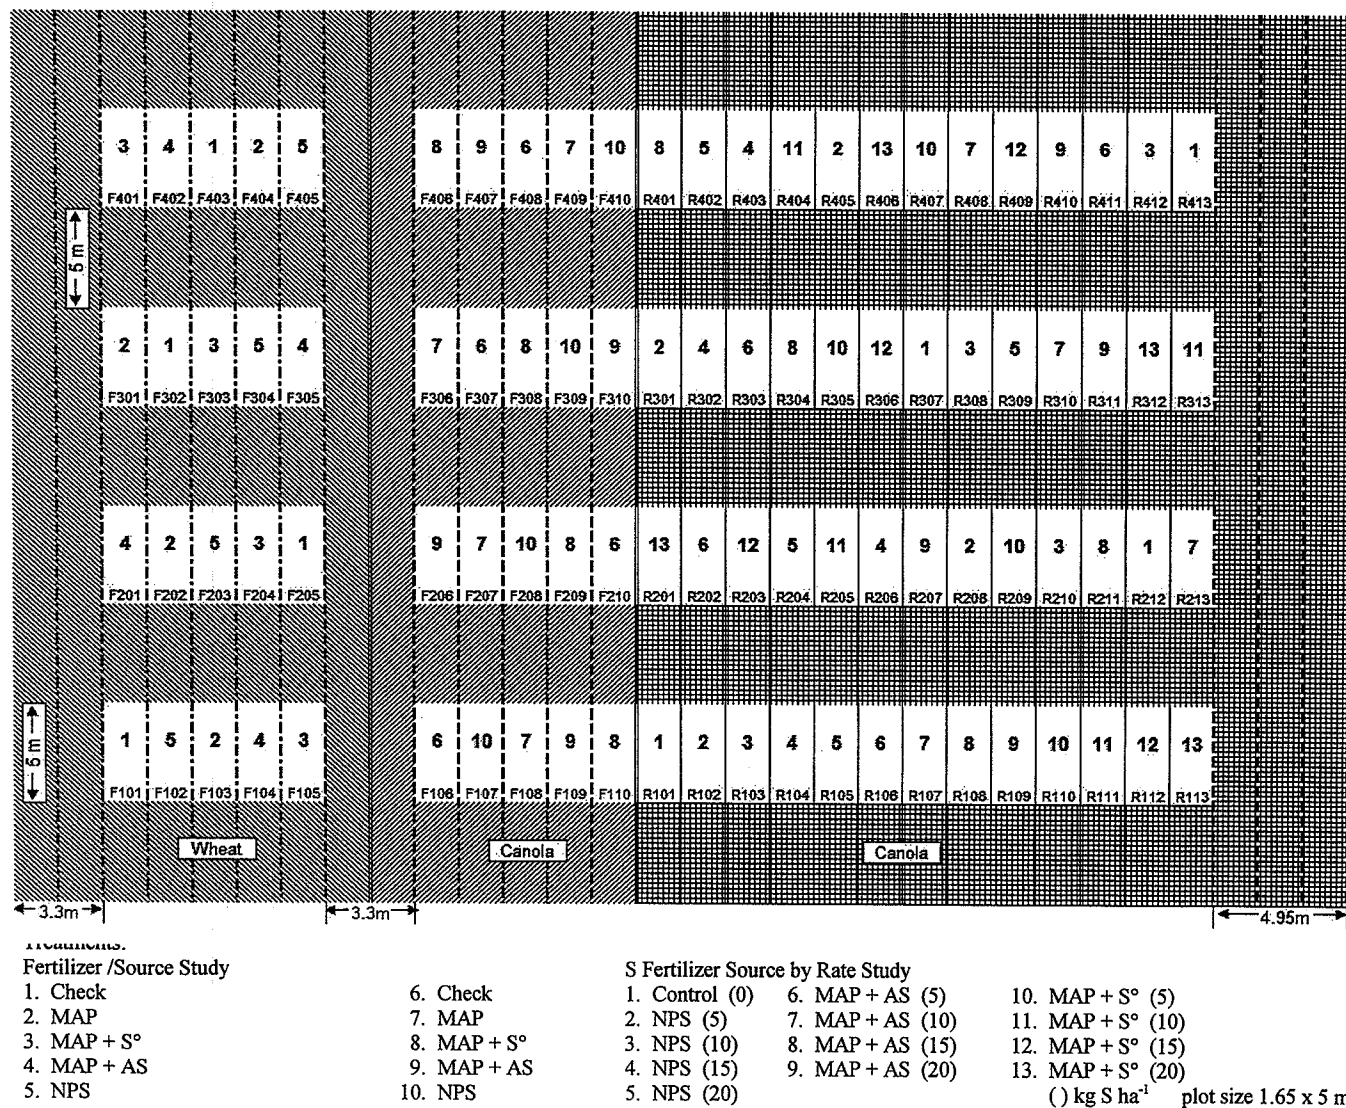 3 4 1 2 5 8 9 6 7 10 8 5 4 11 2 13 10 7 12 9 6 3 1
F401 F402 F403 F404 F405 F406 F407 F408 F409 F410 R401 R402 R403 R404 R405 R406 R407 R408 R409 R410 R411 R412 R413
5 m
2 1 3 5 4 7 6 8 10 9 2 4 6 8 10 12 1 3 5 7 9 13 11
F301 F302 F303 F304 F305 F306 F307 F308 F309 F310 R301 R302 R303 R304 R305 R306 R307 R308 R309 R310 R311 R312 R313
4 2 5 3 1 9 7 10 8 6 13 6 12 5 11 4 9 2 10 3 8 1 7
F201 F202 F203 F204 F205 F206 F207 F208 F209 F210 R201 R202 R203 R204 R205 R206 R207 R208 R209 R210 R211 R212 R213
5 m
1 5 2 4 3 6 10 7 9 8 1 2 3 4 5 6 7 8 9 10 11 12 13
F101 F102 F103 F104 F105 F106 F107 F108 F109 F110 R101 R102 R103 R104 R105 R106 R107 R108 R109 R110 R111 R112 R113
Wheat Canola Canola
3.3m 3.3m 4.95m
Treatments:
Fertilizer /Source Study S Fertilizer Source by Rate Study
1. Check 6. Check 1. Control (0) 6. MAP + AS (5) 10. MAP + S° (5)
2. MAP 7. MAP 2. NPS (5) 7. MAP + AS (10) 11. MAP + S° (10)
3. MAP + S° 8. MAP + S° 3. NPS (10) 8. MAP + AS (15) 12. MAP + S° (15)
4. MAP + AS 9. MAP + AS 4. NPS (15) 9. MAP + AS (20) 13. MAP + S° (20)
5. NPS 10. NPS 5. NPS (20) ( ) kg S ha⁻¹ plot size 1.65 x 5 m